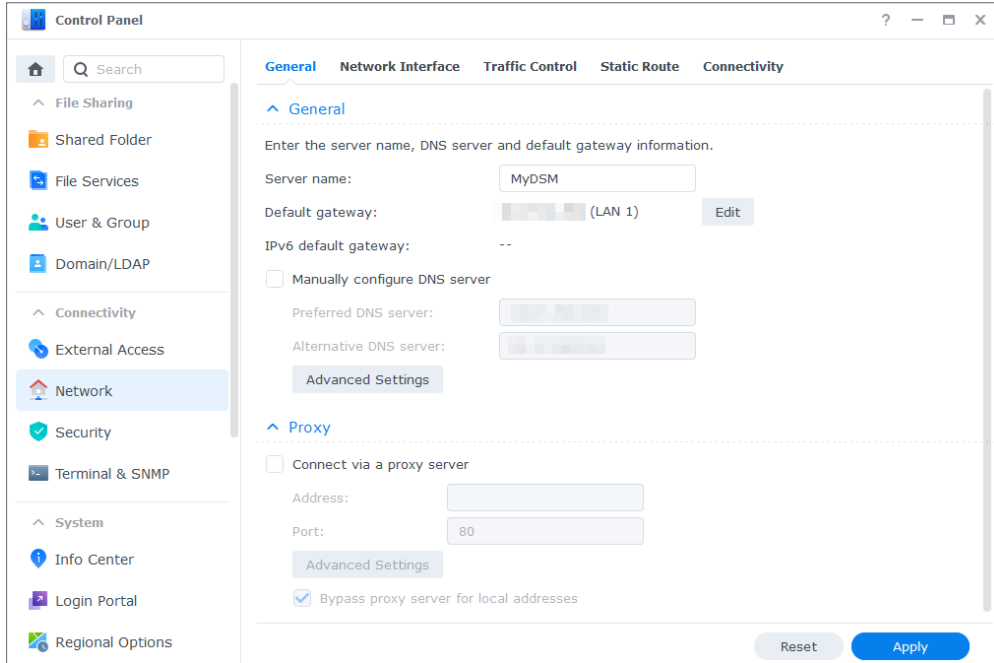 Control Panel
Search
File Sharing
Shared Folder
File Services
User & Group
Domain/LDAP
Connectivity
External Access
Network
Security
Terminal & SNMP
System
Info Center
Login Portal
Regional Options
General Network Interface Traffic Control Static Route Connectivity
General
Enter the server name, DNS server and default gateway information.
Server name: MyDSM
Default gateway: (LAN 1) Edit
IPv6 default gateway: --
Manually configure DNS server
Preferred DNS server:
Alternative DNS server:
Advanced Settings
Proxy
Connect via a proxy server
Address:
Port: 80
Advanced Settings
Bypass proxy server for local addresses
Reset Apply